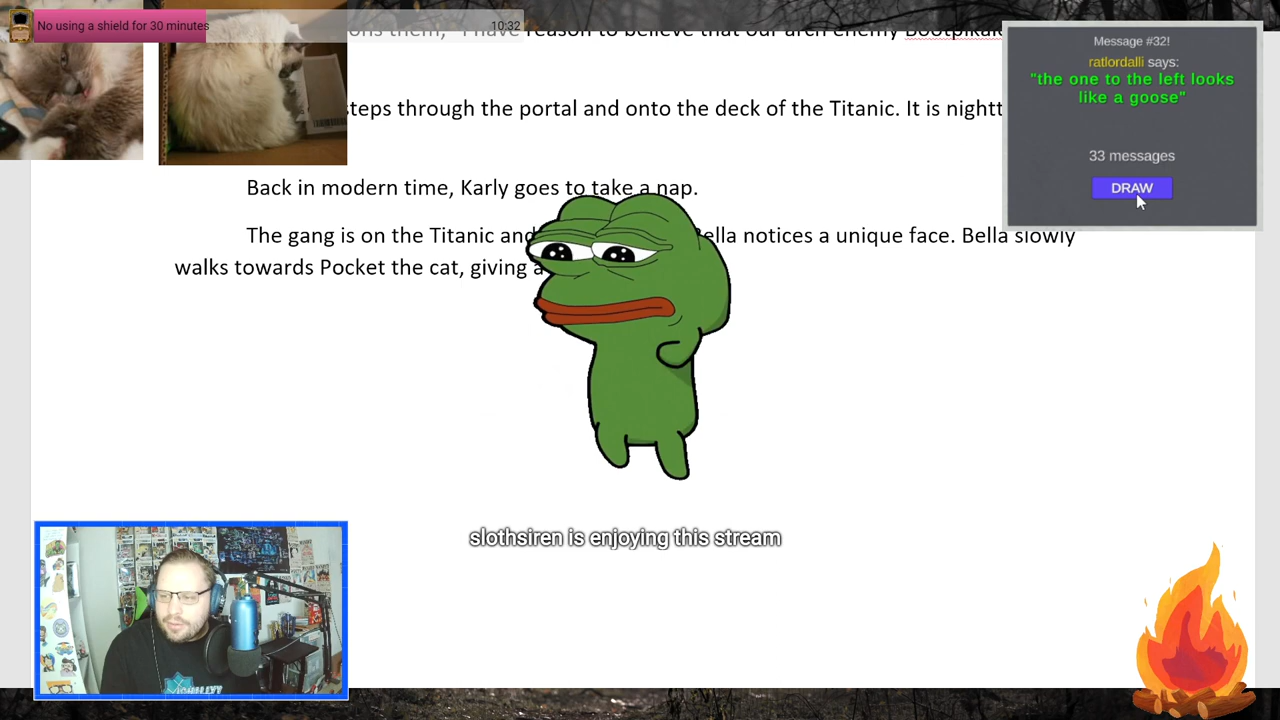 No using a shield for 30 minutes
10:32
reason to believe that our arch enemy
steps through the portal and onto the deck of the Titanic. It is
Back in modern time, Karly goes to take a nap.
The gang is on the Titanic and
Bella notices a unique face. Bella slowly
walks towards Pocket the cat, giving a
Message #32!
ratlordalli says:
"the one to the left looks
like a goose"
33 messages
DRAW
slothsiren is enjoying this stream